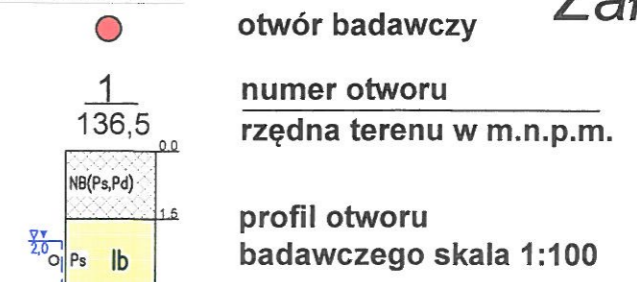 otwór badawczy
1
136,5
numer otworu
rzędna terenu w m.n.p.m.
0.0
NB(Ps,Pd)
1.5
2,0
Ps Ib
profil otworu
badawczego skala 1:100